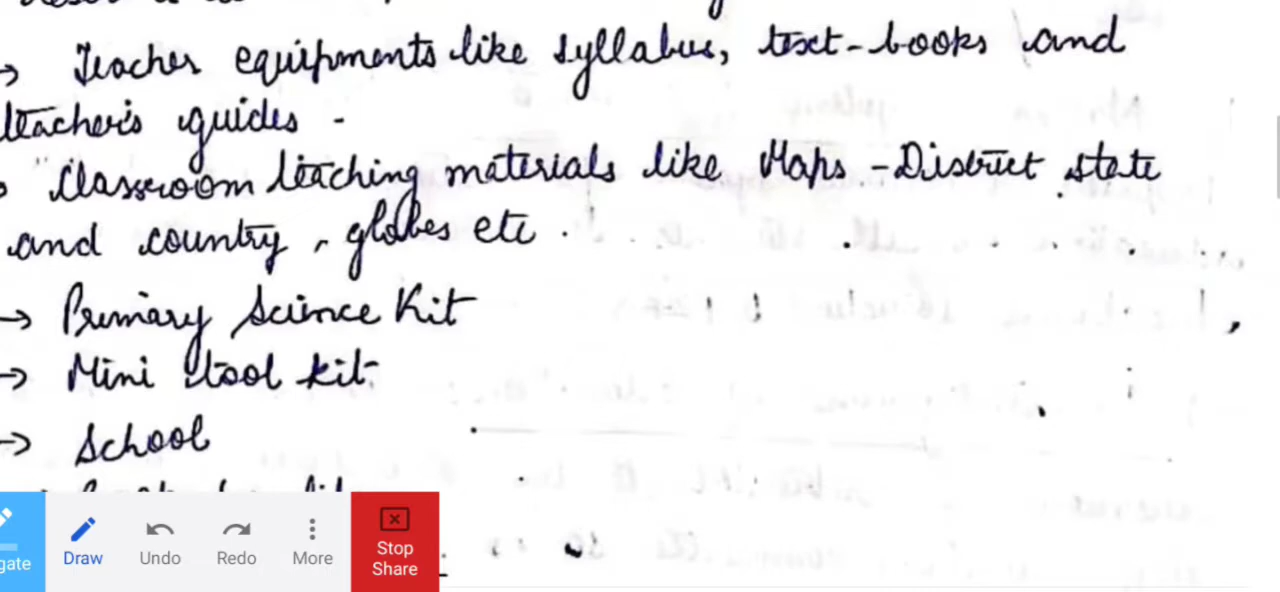 → Teacher equipments like syllabus, text-books and
teacher's guides -
Classroom teaching materials like Maps - District state
and country, globes etc.
→ Primary Science Kit
→ Mini tool kit
→ School
gate Draw Undo Redo More Stop Share